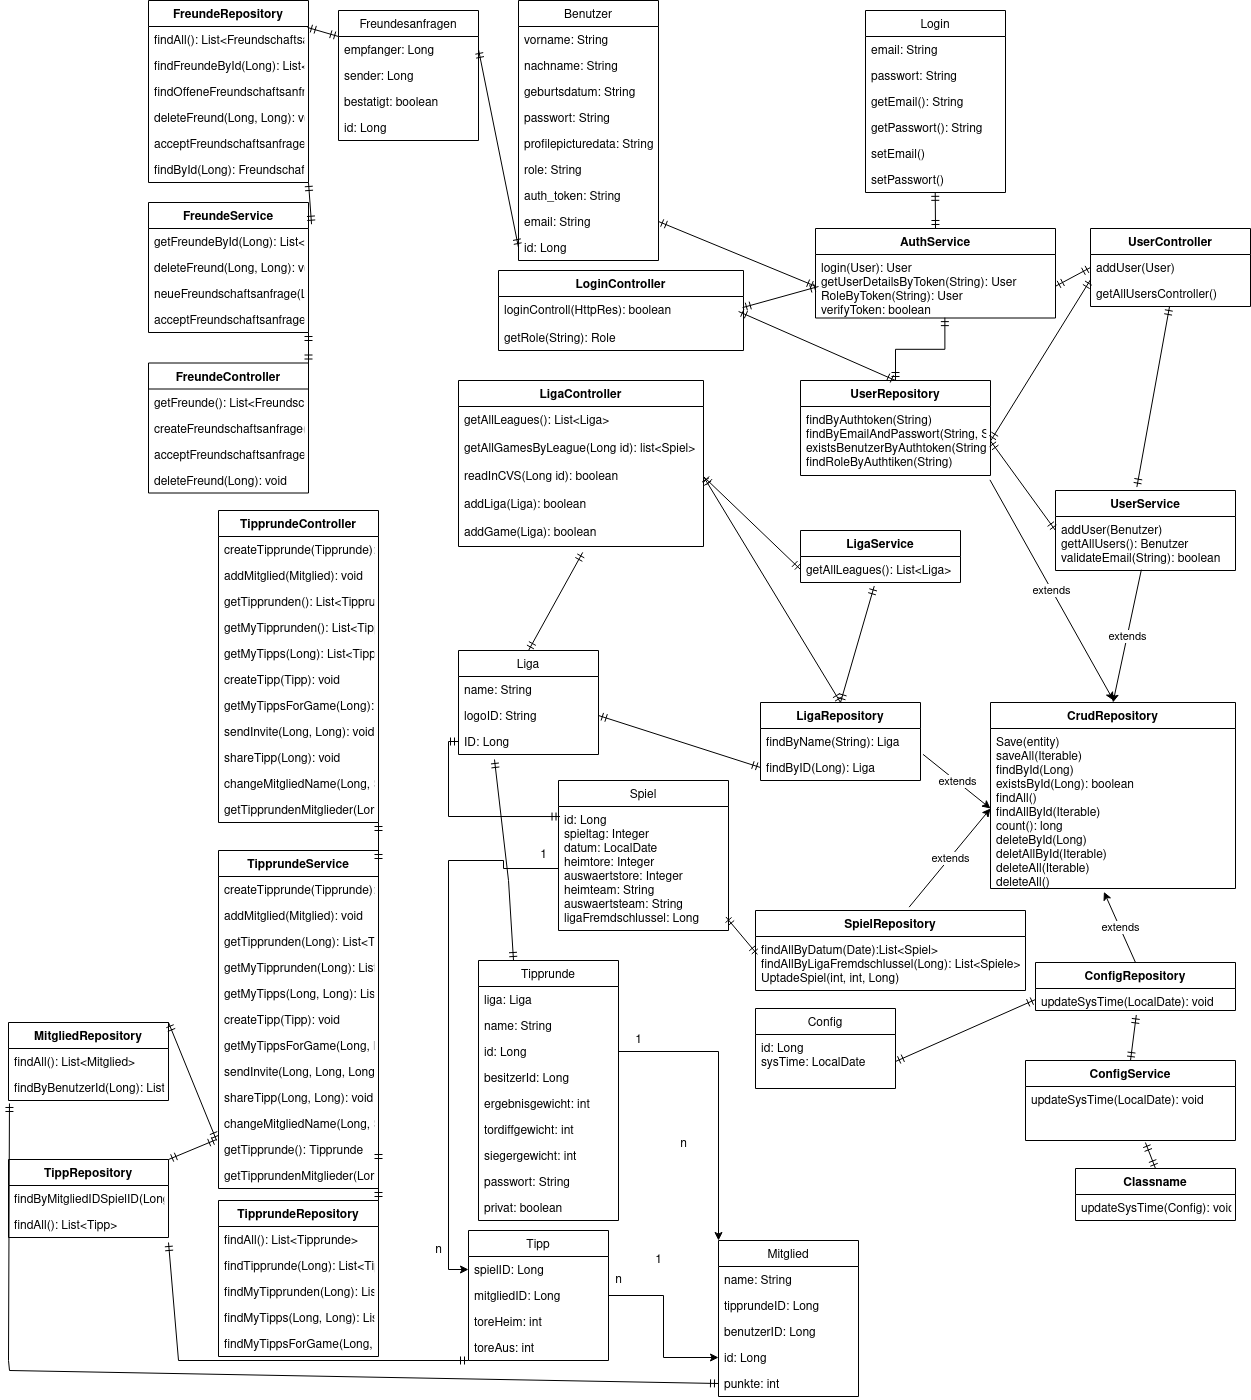 FreundeRepository
findAll(): List<Freundschafts
findFreundeById(Long): List
findOffeneFreundschaftsanf
deleteFreund(Long, Long): v
acceptFreundschaftsanfrage
findById(Long): Freundschaf
FreundeService
getFreundeById(Long): List<
deleteFreund(Long, Long): v
neueFreundschaftsanfrage(
acceptFreundschaftsanfrage
FreundeController
getFreunde(): List<Freundsc
createFreundschaftsanfrage
acceptFreundschaftsanfrage
deleteFreund(Long): void
Freundesanfragen
empfanger: Long
sender: Long
bestatigt: boolean
id: Long
Benutzer
vorname: String
nachname: String
geburtsdatum: String
passwort: String
profilepicturedata: String
role: String
auth_token: String
email: String
id: Long
Login
email: String
passwort: String
getEmail(): String
getPasswort(): String
setEmail()
setPasswort()
AuthService
login(User): User
getUserDetailsByToken(String): User
RoleByToken(String): User
verifyToken: boolean
UserController
addUser(User)
getAllUsersController()
LoginController
loginControll(HttpRes): boolean
getRole(String): Role
UserRepository
findByAuthtoken(String)
findByEmailAndPasswort(String, S
existsBenutzerByAuthtoken(String
findRoleByAuthtiken(String)
LigaController
getAllLeagues(): List<Liga>
getAllGamesByLeague(Long id): list<Spiel>
readInCVS(Long id): boolean
addLiga(Liga): boolean
addGame(Liga): boolean
UserService
addUser(Benutzer)
gettAllUsers(): Benutzer
validateEmail(String): boolean
LigaService
getAllLeagues(): List<Liga>
extends
extends
TipprundeController
createTipprunde(Tipprunde)
addMitglied(Mitglied): void
getTipprunden(): List<Tippru
getMyTipprunden(): List<Tip
getMyTipps(Long): List<Tipp
createTipp(Tipp): void
getMyTippsForGame(Long):
sendInvite(Long, Long): void
shareTipp(Long): void
changeMitgliedName(Long,
getTipprundenMitglieder(Lor
Liga
name: String
logoID: String
ID: Long
LigaRepository
findByName(String): Liga
findByID(Long): Liga
CrudRepository
Save(entity)
saveAll(Iterable)
findById(Long)
existsById(Long): boolean
findAll()
findAllById(Iterable)
count(): long
deleteById(Long)
deletAllById(Iterable)
deleteAll(Iterable)
deleteAll()
extends
extends
extends
Spiel
id: Long
spieltag: Integer
datum: LocalDate
heimtore: Integer
auswaertstore: Integer
heimteam: String
auswaertsteam: String
ligaFremdschlussel: Long
1
SpielRepository
findAllByDatum(Date):List<Spiel>
findAllByLigaFremdschlussel(Long): List<Spiele>
UptadeSpiel(int, int, Long)
TipprundeService
createTipprunde(Tipprunde)
addMitglied(Mitglied): void
getTipprunden(Long): List<T
getMyTipprunden(Long): Lis
getMyTipps(Long, Long): Lis
createTipp(Tipp): void
getMyTippsForGame(Long,
sendInvite(Long, Long, Long
shareTipp(Long, Long): void
changeMitgliedName(Long,
getTipprunde(): Tipprunde
getTipprundenMitglieder(Lor
Tipprunde
liga: Liga
name: String
id: Long
besitzerId: Long
ergebnisgewicht: int
tordiffgewicht: int
siegergewicht: int
passwort: String
privat: boolean
1
n
ConfigRepository
updateSysTime(LocalDate): void
Config
id: Long
sysTime: LocalDate
ConfigService
updateSysTime(LocalDate): void
Classname
updateSysTime(Config): voi
MitgliedRepository
findAll(): List<Mitglied>
findByBenutzerId(Long): List
TippRepository
findByMitgliedIDSpielID(Lon
findAll(): List<Tipp>
TipprundeRepository
findAll(): List<Tipprunde>
findTipprunde(Long): List<Ti
findMyTipprunden(Long): Lis
findMyTipps(Long, Long): Lis
findMyTippsForGame(Long,
n
Tipp
spielID: Long
mitgliedID: Long
toreHeim: int
toreAus: int
n
1
Mitglied
name: String
tipprundeID: Long
benutzerID: Long
id: Long
punkte: int